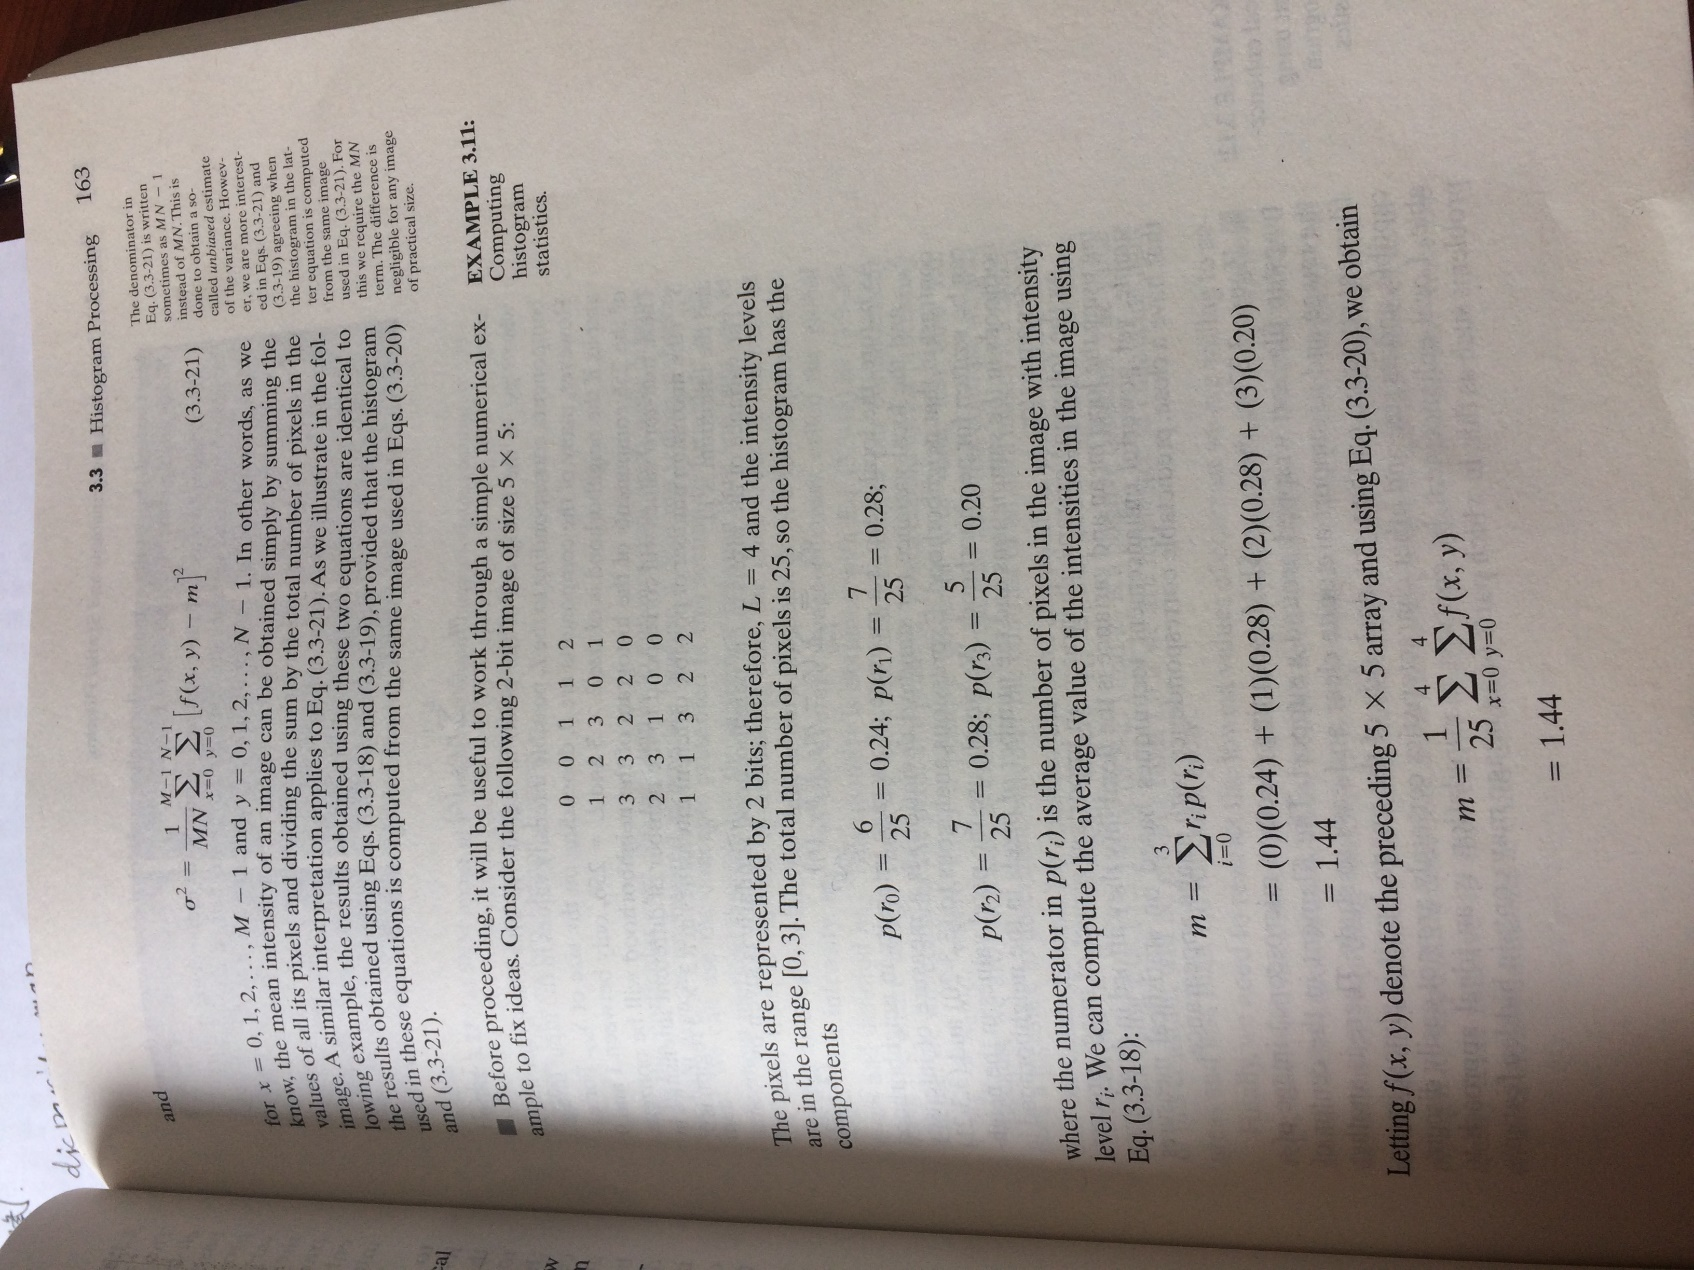 3.3 ■ Histogram Processing 163
and
σ² = 1/MN ∑_{x=0}^{M−1} ∑_{y=0}^{N−1} [f(x, y) − m]² (3.3-21)
for x = 0, 1, 2, . . . , M − 1 and y = 0, 1, 2, . . . , N − 1. In other words, as we
know, the mean intensity of an image can be obtained simply by summing the
values of all its pixels and dividing the sum by the total number of pixels in the
image. A similar interpretation applies to Eq. (3.3-21). As we illustrate in the fol-
lowing example, the results obtained using these two equations are identical to
the results obtained using Eqs. (3.3-18) and (3.3-19), provided that the histogram
used in these equations is computed from the same image used in Eqs. (3.3-20)
and (3.3-21).
The denominator in
Eq. (3.3-21) is written
sometimes as MN − 1
instead of MN. This is
done to obtain a so-
called unbiased estimate
of the variance. Howev-
er, we are more interest-
ed in Eqs. (3.3-21) and
(3.3-19) agreeing when
the histogram in the lat-
ter equation is computed
from the same image
used in Eq. (3.3-21). For
this we require the MN
term. The difference is
negligible for any image
of practical size.
■ Before proceeding, it will be useful to work through a simple numerical ex-
ample to fix ideas. Consider the following 2-bit image of size 5 × 5:
EXAMPLE 3.11:
Computing
histogram
statistics.
0 0 1 1 2
1 2 3 0 1
3 3 2 2 0
2 3 1 0 0
1 1 3 2 2
The pixels are represented by 2 bits; therefore, L = 4 and the intensity levels
are in the range [0, 3]. The total number of pixels is 25, so the histogram has the
components
p(r₀) = 6/25 = 0.24; p(r₁) = 7/25 = 0.28;
p(r₂) = 7/25 = 0.28; p(r₃) = 5/25 = 0.20
where the numerator in p(rᵢ) is the number of pixels in the image with intensity
level rᵢ. We can compute the average value of the intensities in the image using
Eq. (3.3-18):
m = ∑_{i=0}^{3} rᵢ p(rᵢ)
= (0)(0.24) + (1)(0.28) + (2)(0.28) + (3)(0.20)
= 1.44
Letting f(x, y) denote the preceding 5 × 5 array and using Eq. (3.3-20), we obtain
m = 1/25 ∑_{x=0}^{4} ∑_{y=0}^{4} f(x, y)
= 1.44